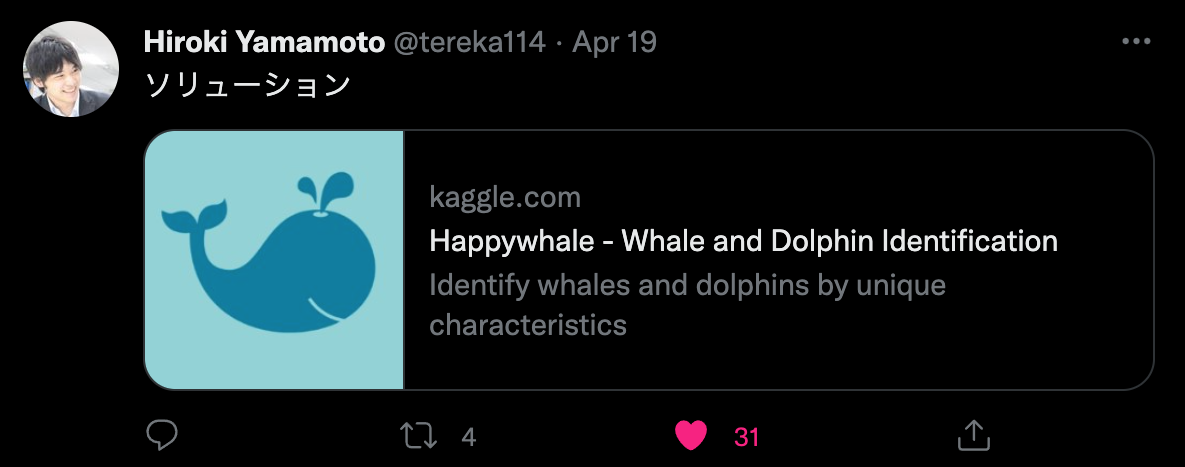 Hiroki Yamamoto @tereka114 · Apr 19
ソリューション
kaggle.com
Happywhale - Whale and Dolphin Identification
Identify whales and dolphins by unique
characteristics
4 31